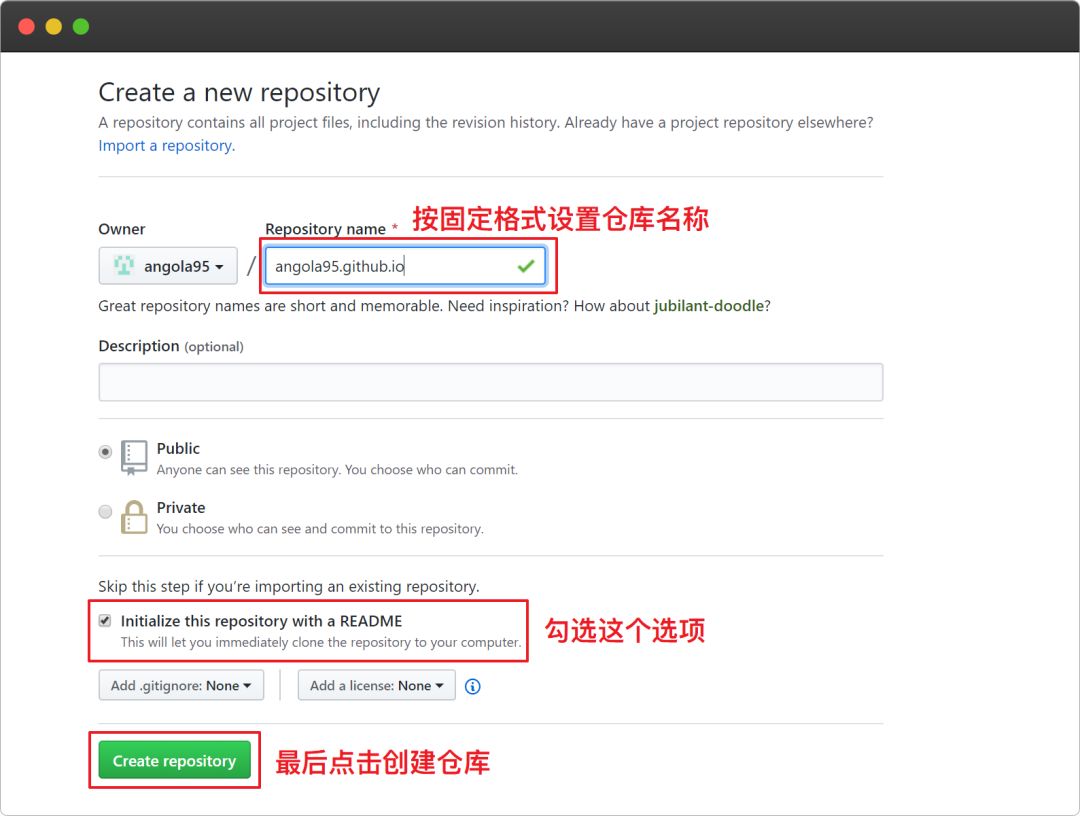 Create a new repository
A repository contains all project files, including the revision history. Already have a project repository elsewhere?
Import a repository.
Owner
Repository name *
按固定格式设置仓库名称
angola95
/
angola95.github.io
Great repository names are short and memorable. Need inspiration? How about jubilant-doodle?
Description (optional)
Public
Anyone can see this repository. You choose who can commit.
Private
You choose who can see and commit to this repository.
Skip this step if you’re importing an existing repository.
Initialize this repository with a README
This will let you immediately clone the repository to your computer.
勾选这个选项
Add .gitignore: None
Add a license: None
Create repository
最后点击创建仓库